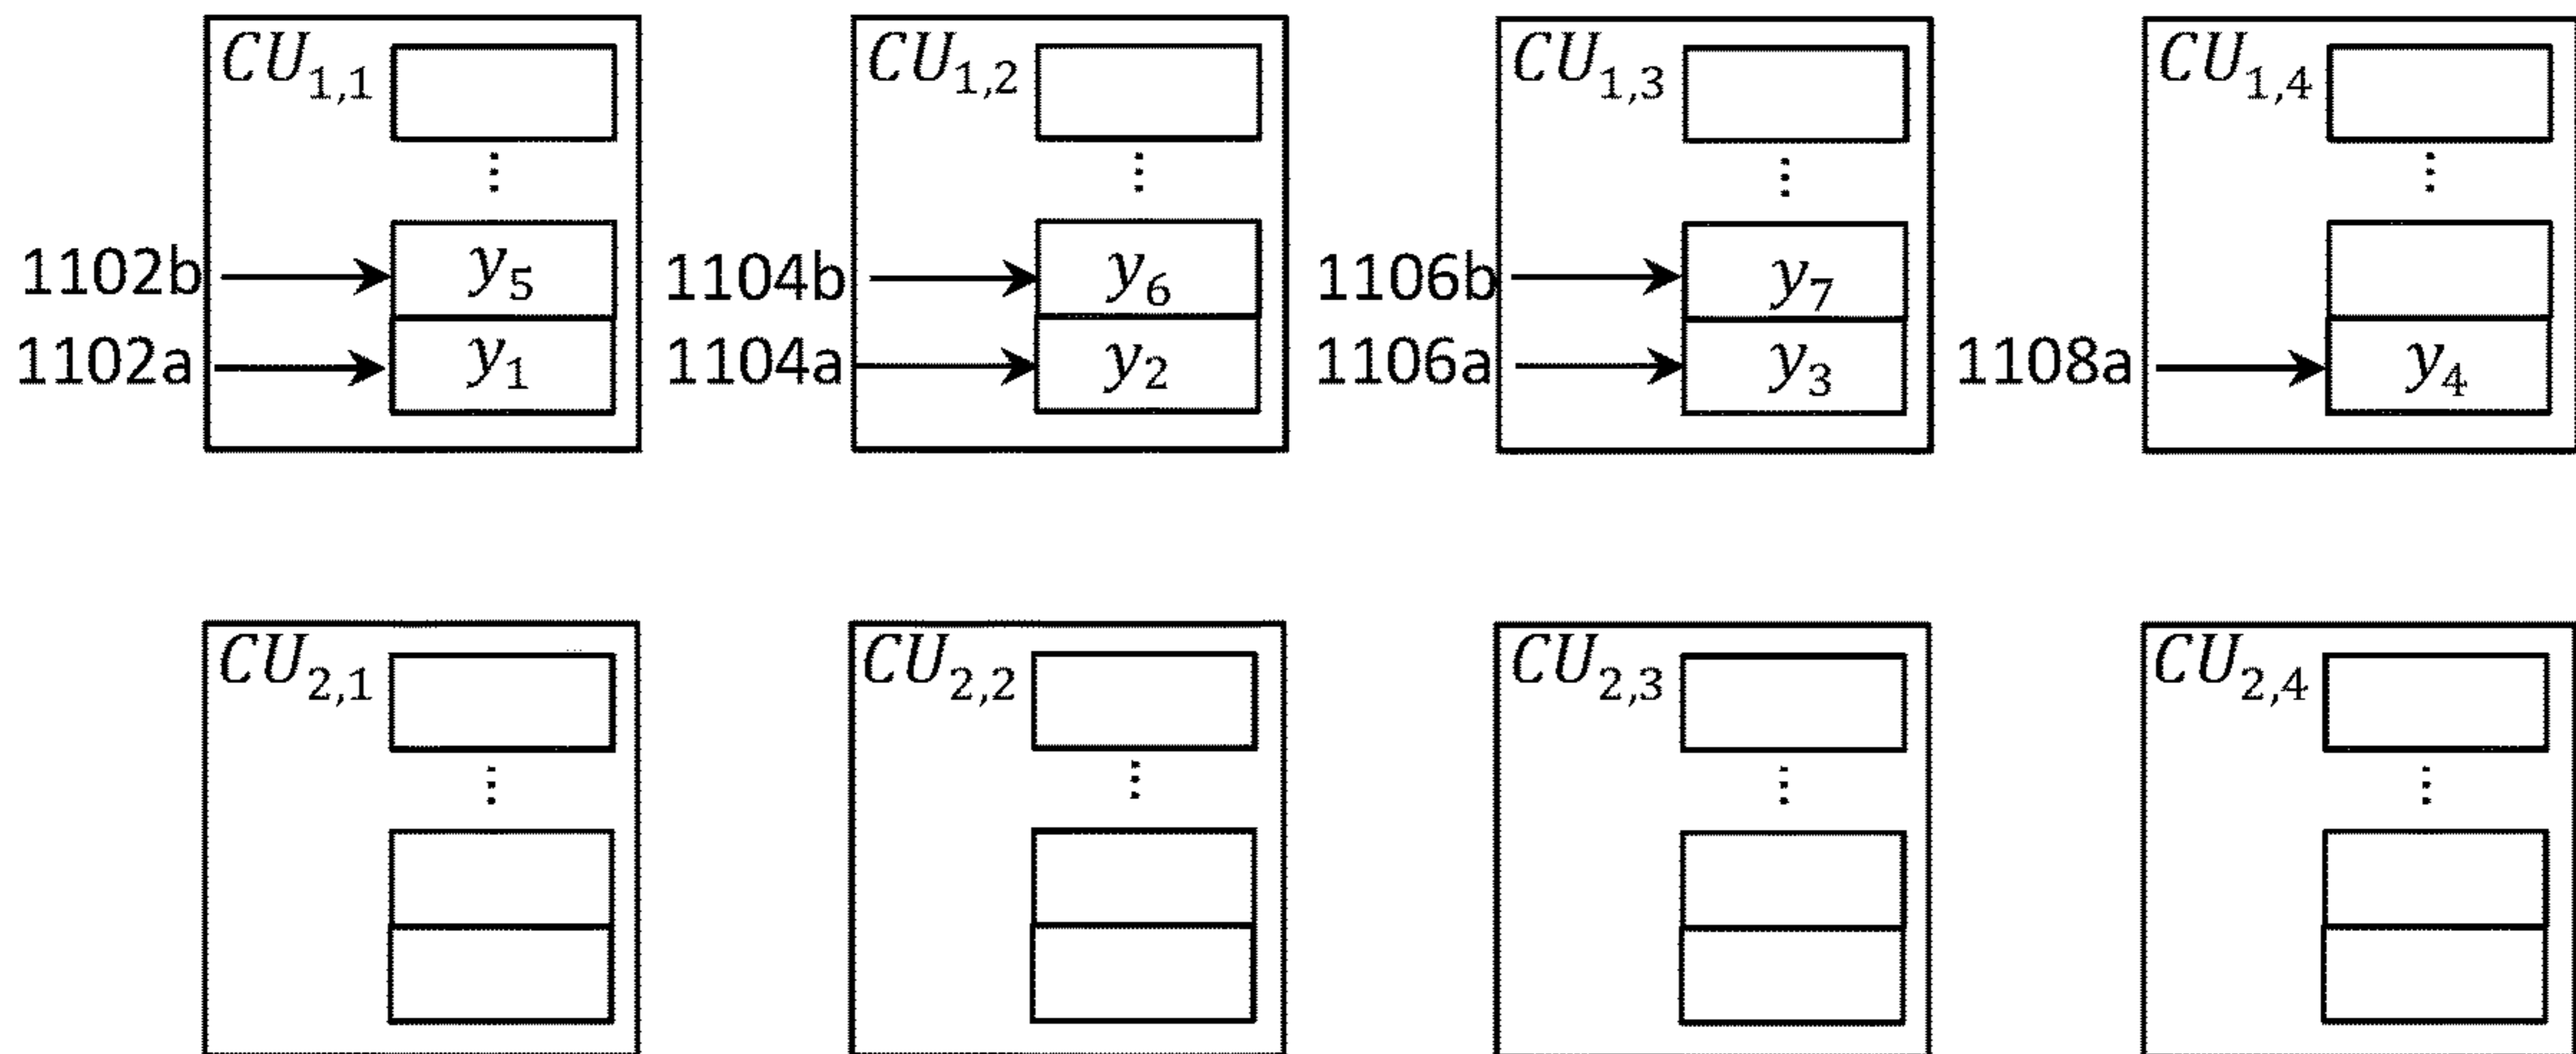 CU1,1 CU1,2 CU1,3 CU1,4
1102b y5 1104b y6 1106b y7
1102a y1 1104a y2 1106a y3 1108a y4
CU2,1 CU2,2 CU2,3 CU2,4